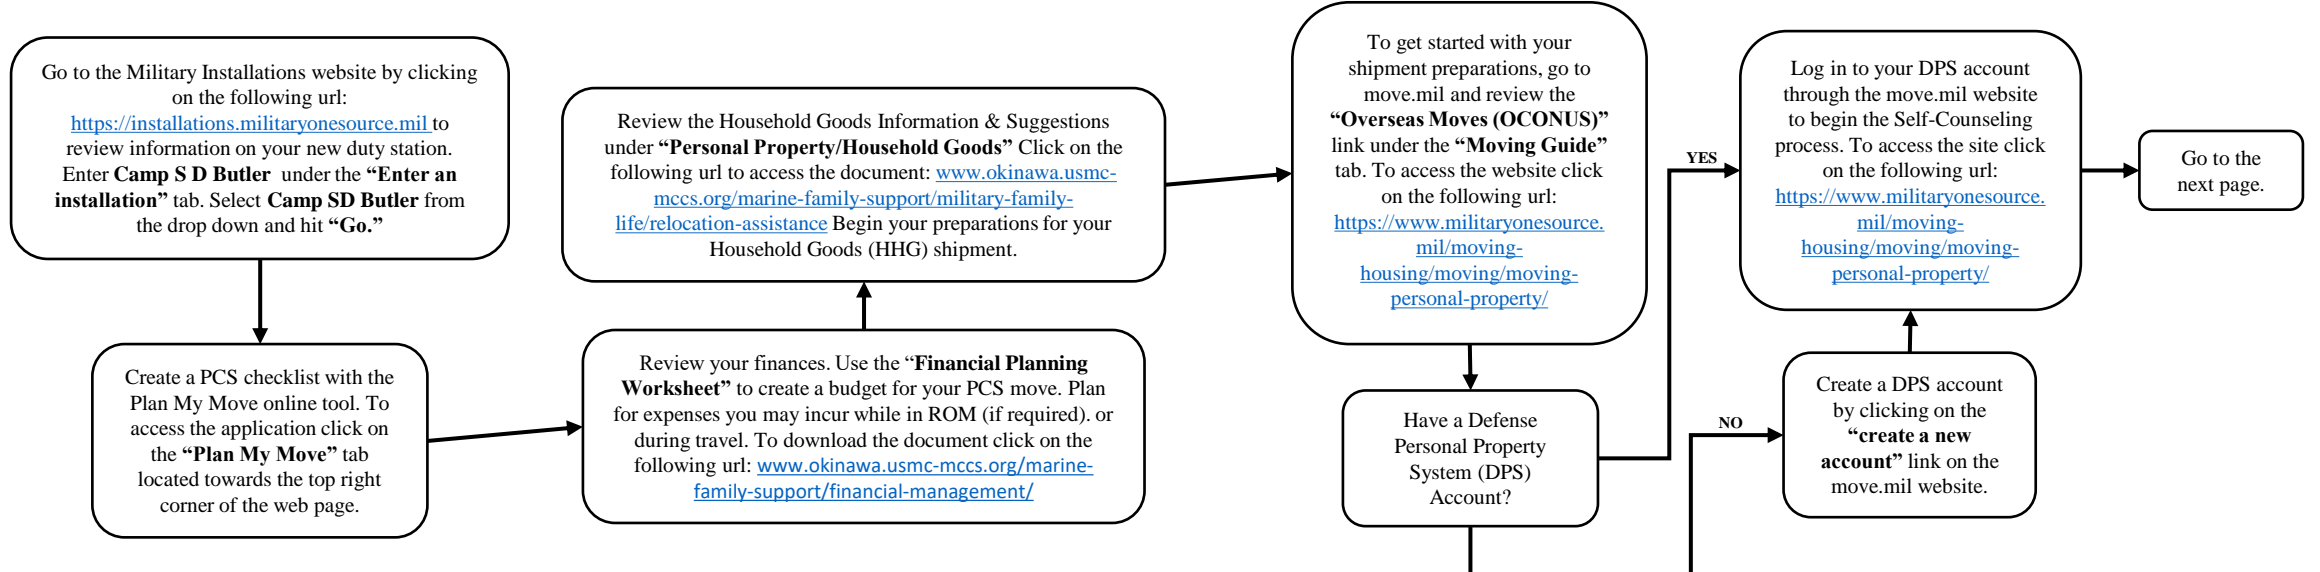 Go to the Military Installations website by clicking
on the following url:
https://installations.militaryonesource.mil to
review information on your new duty station.
Enter Camp S D Butler under the “Enter an
installation” tab. Select Camp SD Butler from
the drop down and hit “Go.”
Create a PCS checklist with the
Plan My Move online tool. To
access the application click on
the “Plan My Move” tab
located towards the top right
corner of the web page.
Review your finances. Use the “Financial Planning
Worksheet” to create a budget for your PCS move. Plan
for expenses you may incur while in ROM (if required). or
during travel. To download the document click on the
following url: www.okinawa.usmc-mccs.org/marine-
family-support/financial-management/
Review the Household Goods Information & Suggestions
under “Personal Property/Household Goods” Click on the
following url to access the document: www.okinawa.usmc-
mccs.org/marine-family-support/military-family-
life/relocation-assistance Begin your preparations for your
Household Goods (HHG) shipment.
To get started with your
shipment preparations, go to
move.mil and review the
“Overseas Moves (OCONUS)”
link under the “Moving Guide”
tab. To access the website click
on the following url:
https://www.militaryonesource.
mil/moving-
housing/moving/moving-
personal-property/
Have a Defense
Personal Property
System (DPS)
Account?
YES
NO
Create a DPS account
by clicking on the
“create a new
account” link on the
move.mil website.
Log in to your DPS account
through the move.mil website
to begin the Self-Counseling
process. To access the site click
on the following url:
https://www.militaryonesource.
mil/moving-
housing/moving/moving-
personal-property/
Go to the
next page.